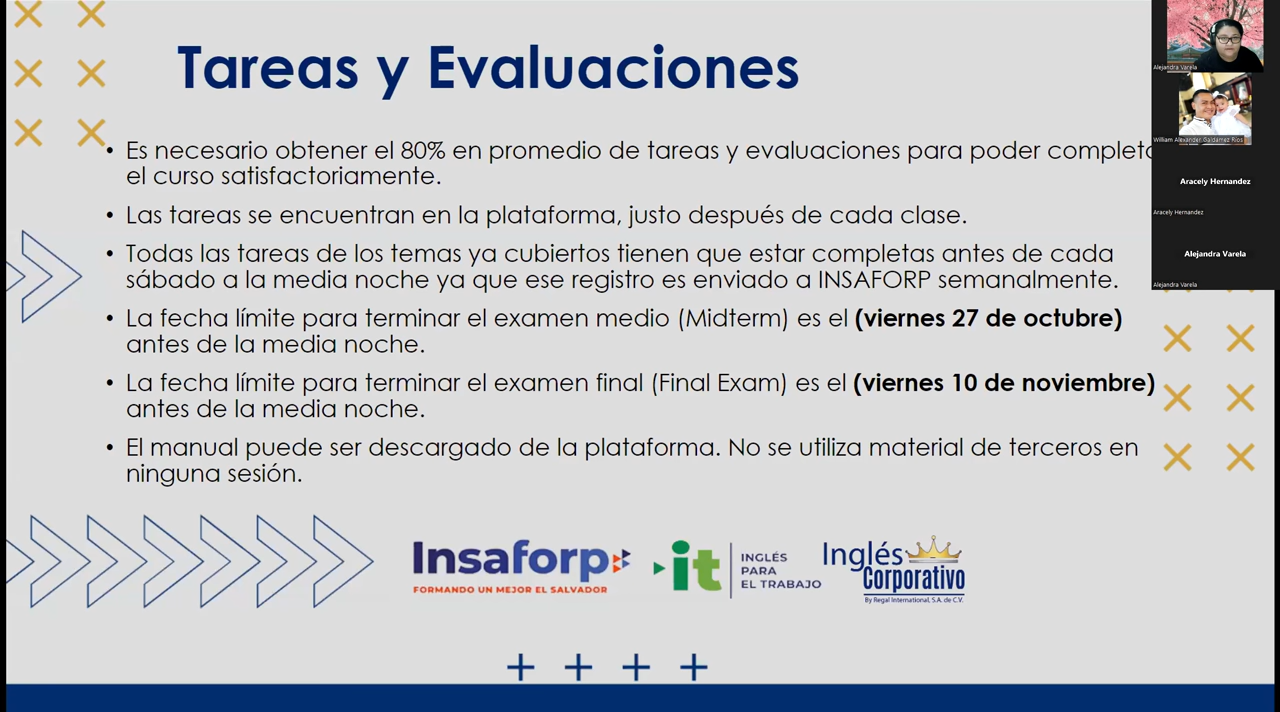 Tareas y Evaluaciones
• Es necesario obtener el 80% en promedio de tareas y evaluaciones para poder completa
el curso satisfactoriamente.
• Las tareas se encuentran en la plataforma, justo después de cada clase.
• Todas las tareas de los temas ya cubiertos tienen que estar completas antes de cada
sábado a la media noche ya que ese registro es enviado a INSAFORP semanalmente.
• La fecha límite para terminar el examen medio (Midterm) es el (viernes 27 de octubre)
antes de la media noche.
• La fecha límite para terminar el examen final (Final Exam) es el (viernes 10 de noviembre)
antes de la media noche.
• El manual puede ser descargado de la plataforma. No se utiliza material de terceros en
ninguna sesión.
Insaforp
FORMANDO UN MEJOR EL SALVADOR
it
INGLÉS
PARA
EL TRABAJO
Inglés
Corporativo
By Regal International, S.A. de C.V.
Alejandra Varela
William Alexander Galdamez Rios
Aracely Hernandez
Aracely Hernandez
Alejandra Varela
Alejandra Varela